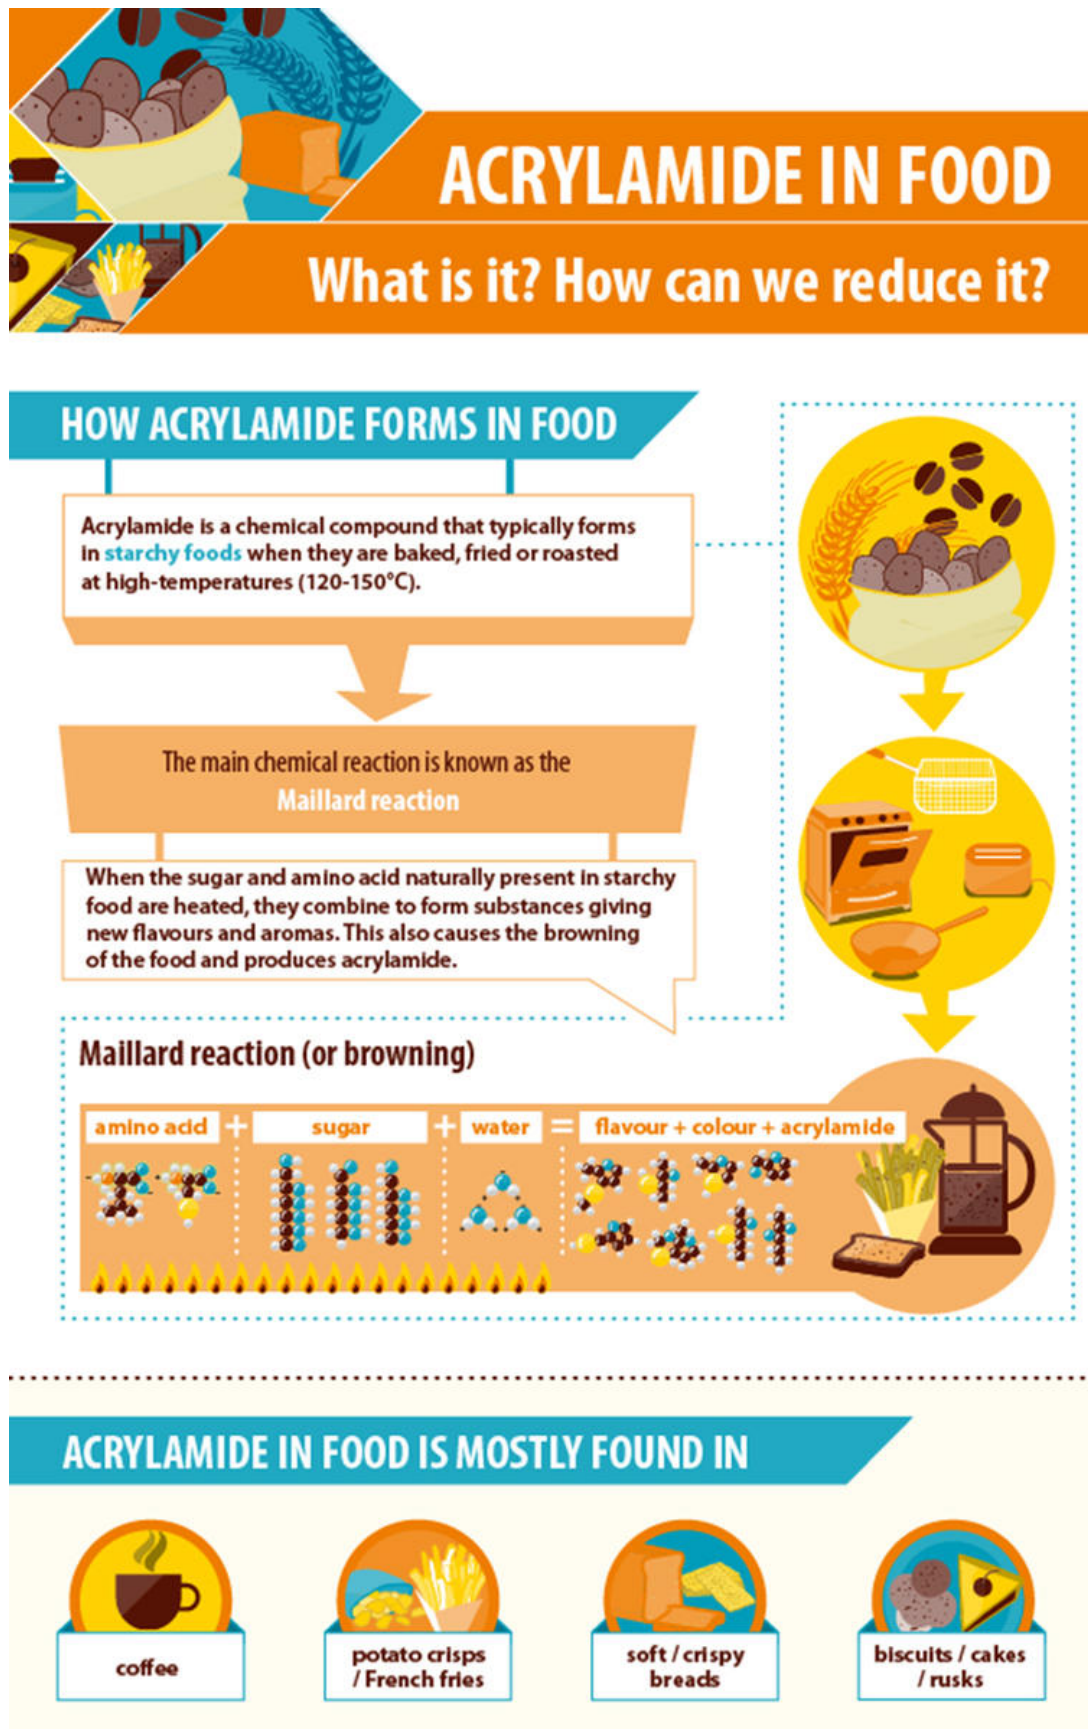 ACRYLAMIDE IN FOOD
What is it? How can we reduce it?
HOW ACRYLAMIDE FORMS IN FOOD
Acrylamide is a chemical compound that typically forms
in starchy foods when they are baked, fried or roasted
at high-temperatures (120-150°C).
The main chemical reaction is known as the
Maillard reaction
When the sugar and amino acid naturally present in starchy
food are heated, they combine to form substances giving
new flavours and aromas. This also causes the browning
of the food and produces acrylamide.
Maillard reaction (or browning)
amino acid + sugar + water = flavour + colour + acrylamide
ACRYLAMIDE IN FOOD IS MOSTLY FOUND IN
coffee
potato crisps
/ French fries
soft / crispy
breads
biscuits / cakes
/ rusks